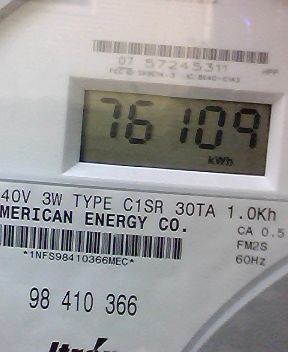 07 57245311
76109
kWh
40V 3W TYPE C1SR 30TA 1.0Kh
MERICAN ENERGY CO.
CA 0.5
FM2S
60Hz
*1NFS98410366MEC*
98 410 366
Itrón